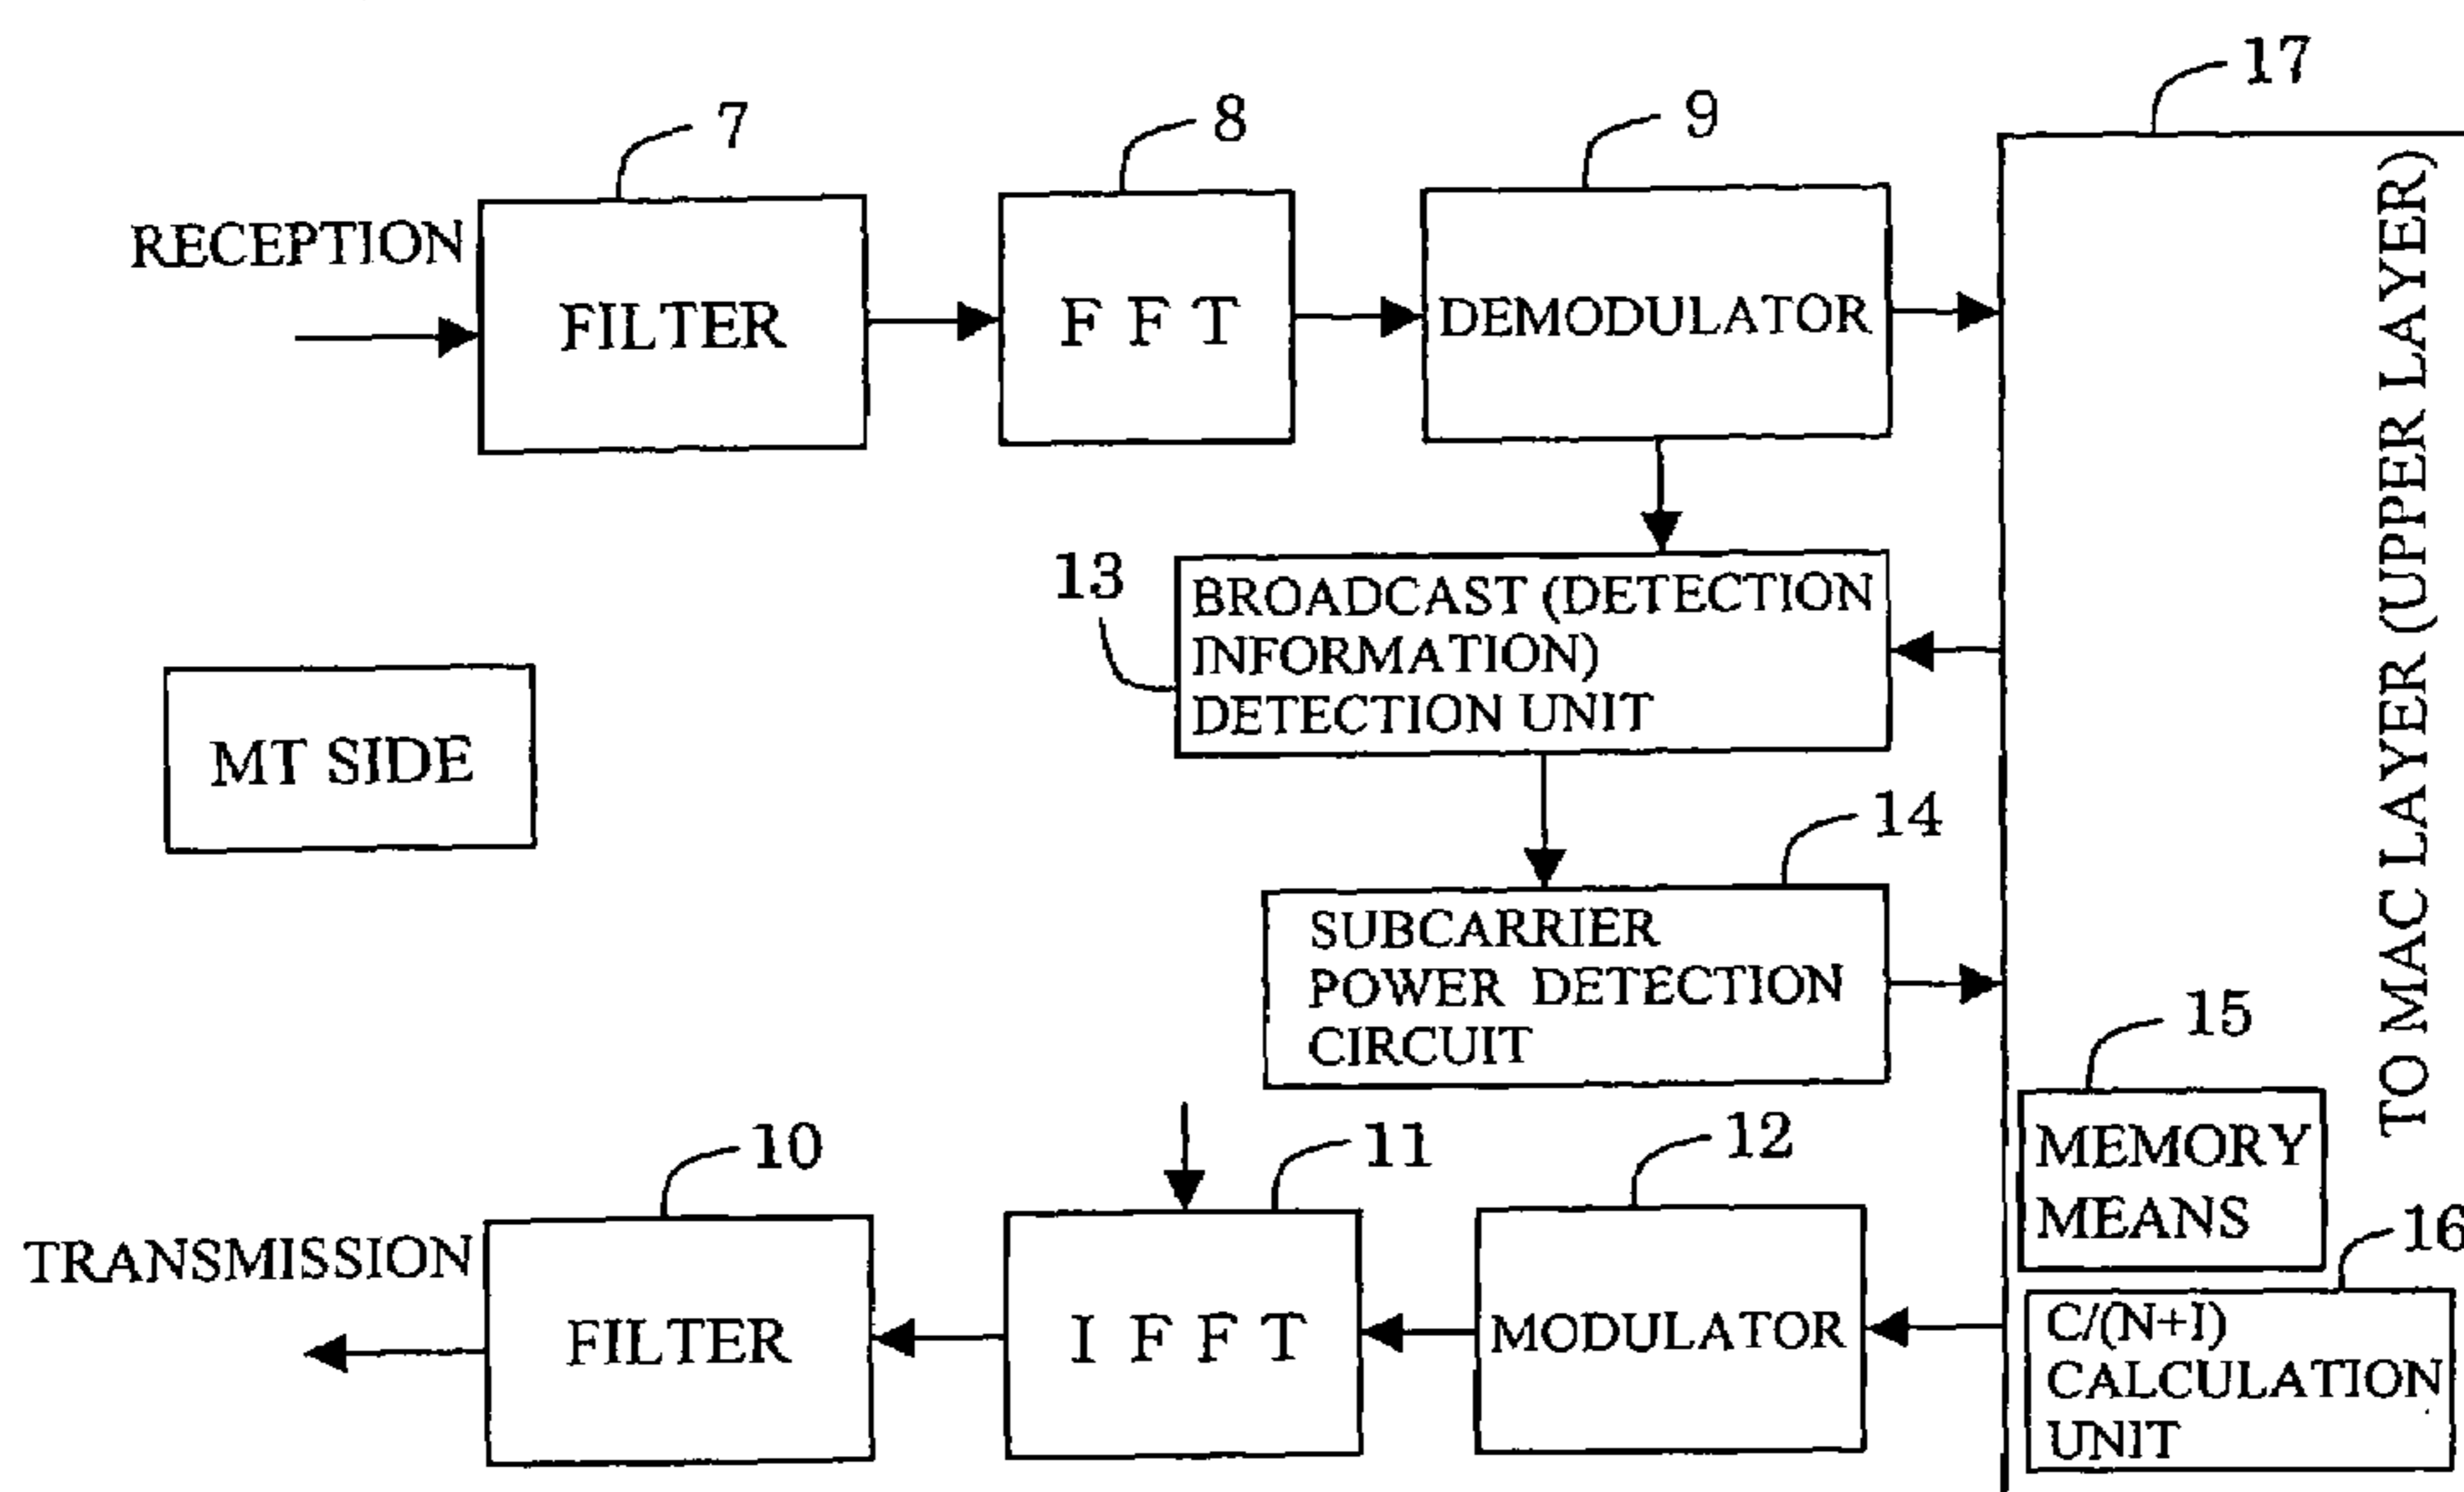 17
7
8
9
RECEPTION
FILTER
F F T
DEMODULATOR
TO MAC LAYER (UPPER LAYER)
13
BROADCAST (DETECTION
INFORMATION)
DETECTION UNIT
MT SIDE
14
SUBCARRIER
POWER DETECTION
CIRCUIT
15
MEMORY
MEANS
10
11
12
16
TRANSMISSION
FILTER
I F F T
MODULATOR
C/(N+I)
CALCULATION
UNIT